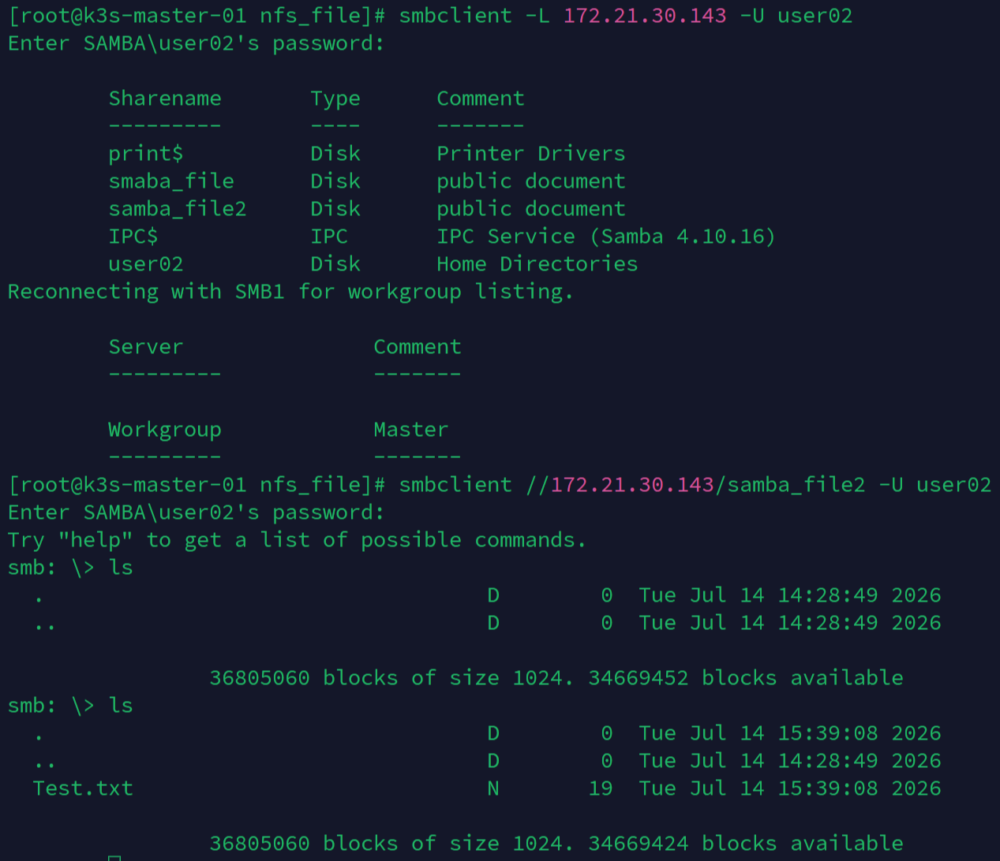 [root@k3s-master-01 nfs_file]# smbclient -L 172.21.30.143 -U user02
Enter SAMBA\user02's password:
Sharename Type Comment
--------- ---- -------
print$ Disk Printer Drivers
smaba_file Disk public document
samba_file2 Disk public document
IPC$ IPC IPC Service (Samba 4.10.16)
user02 Disk Home Directories
Reconnecting with SMB1 for workgroup listing.
Server Comment
--------- -------
Workgroup Master
--------- -------
[root@k3s-master-01 nfs_file]# smbclient //172.21.30.143/samba_file2 -U user02
Enter SAMBA\user02's password:
Try "help" to get a list of possible commands.
smb: \> ls
. D 0 Tue Jul 14 14:28:49 2026
.. D 0 Tue Jul 14 14:28:49 2026
36805060 blocks of size 1024. 34669452 blocks available
smb: \> ls
. D 0 Tue Jul 14 15:39:08 2026
.. D 0 Tue Jul 14 14:28:49 2026
Test.txt N 19 Tue Jul 14 15:39:08 2026
36805060 blocks of size 1024. 34669424 blocks available